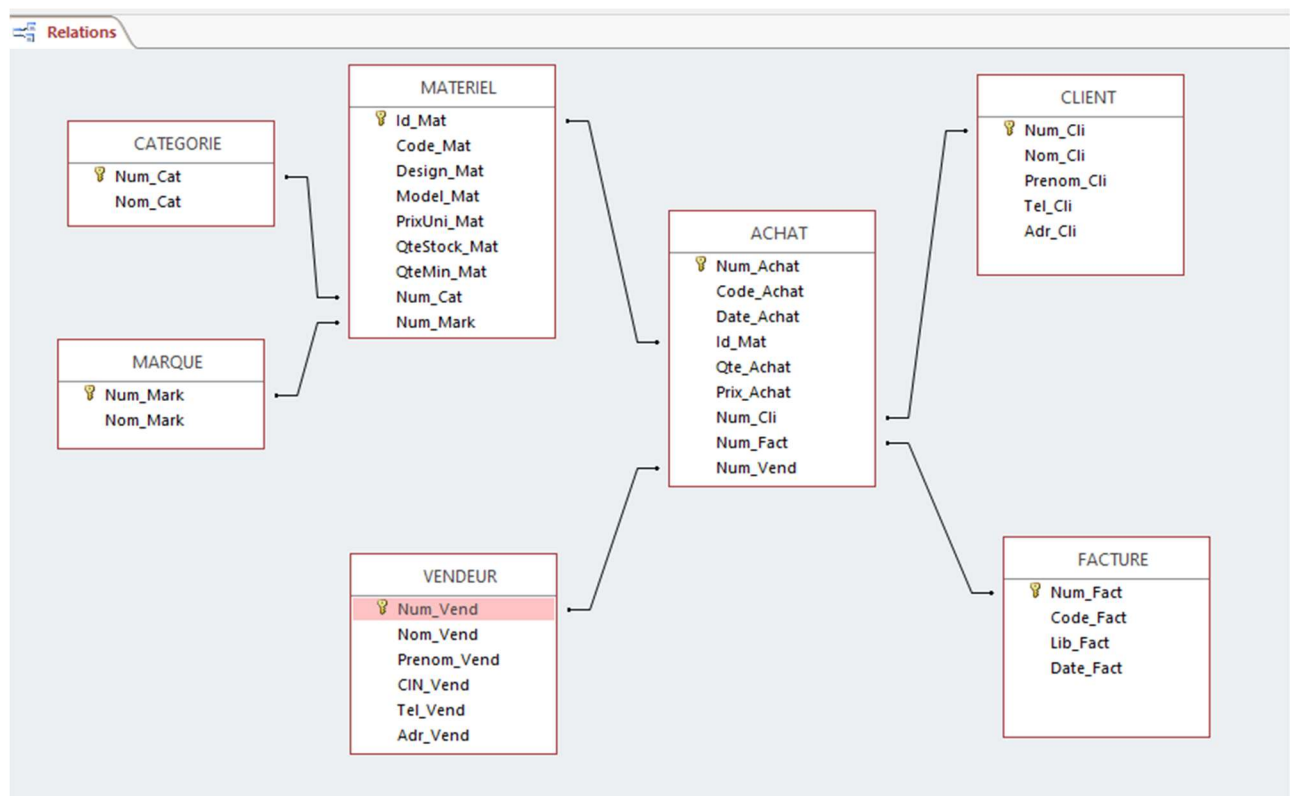 Relations
CATEGORIE
Num_Cat
Nom_Cat
MARQUE
Num_Mark
Nom_Mark
MATERIEL
Id_Mat
Code_Mat
Design_Mat
Model_Mat
PrixUni_Mat
QteStock_Mat
QteMin_Mat
Num_Cat
Num_Mark
VENDEUR
Num_Vend
Nom_Vend
Prenom_Vend
CIN_Vend
Tel_Vend
Adr_Vend
ACHAT
Num_Achat
Code_Achat
Date_Achat
Id_Mat
Qte_Achat
Prix_Achat
Num_Cli
Num_Fact
Num_Vend
CLIENT
Num_Cli
Nom_Cli
Prenom_Cli
Tel_Cli
Adr_Cli
FACTURE
Num_Fact
Code_Fact
Lib_Fact
Date_Fact